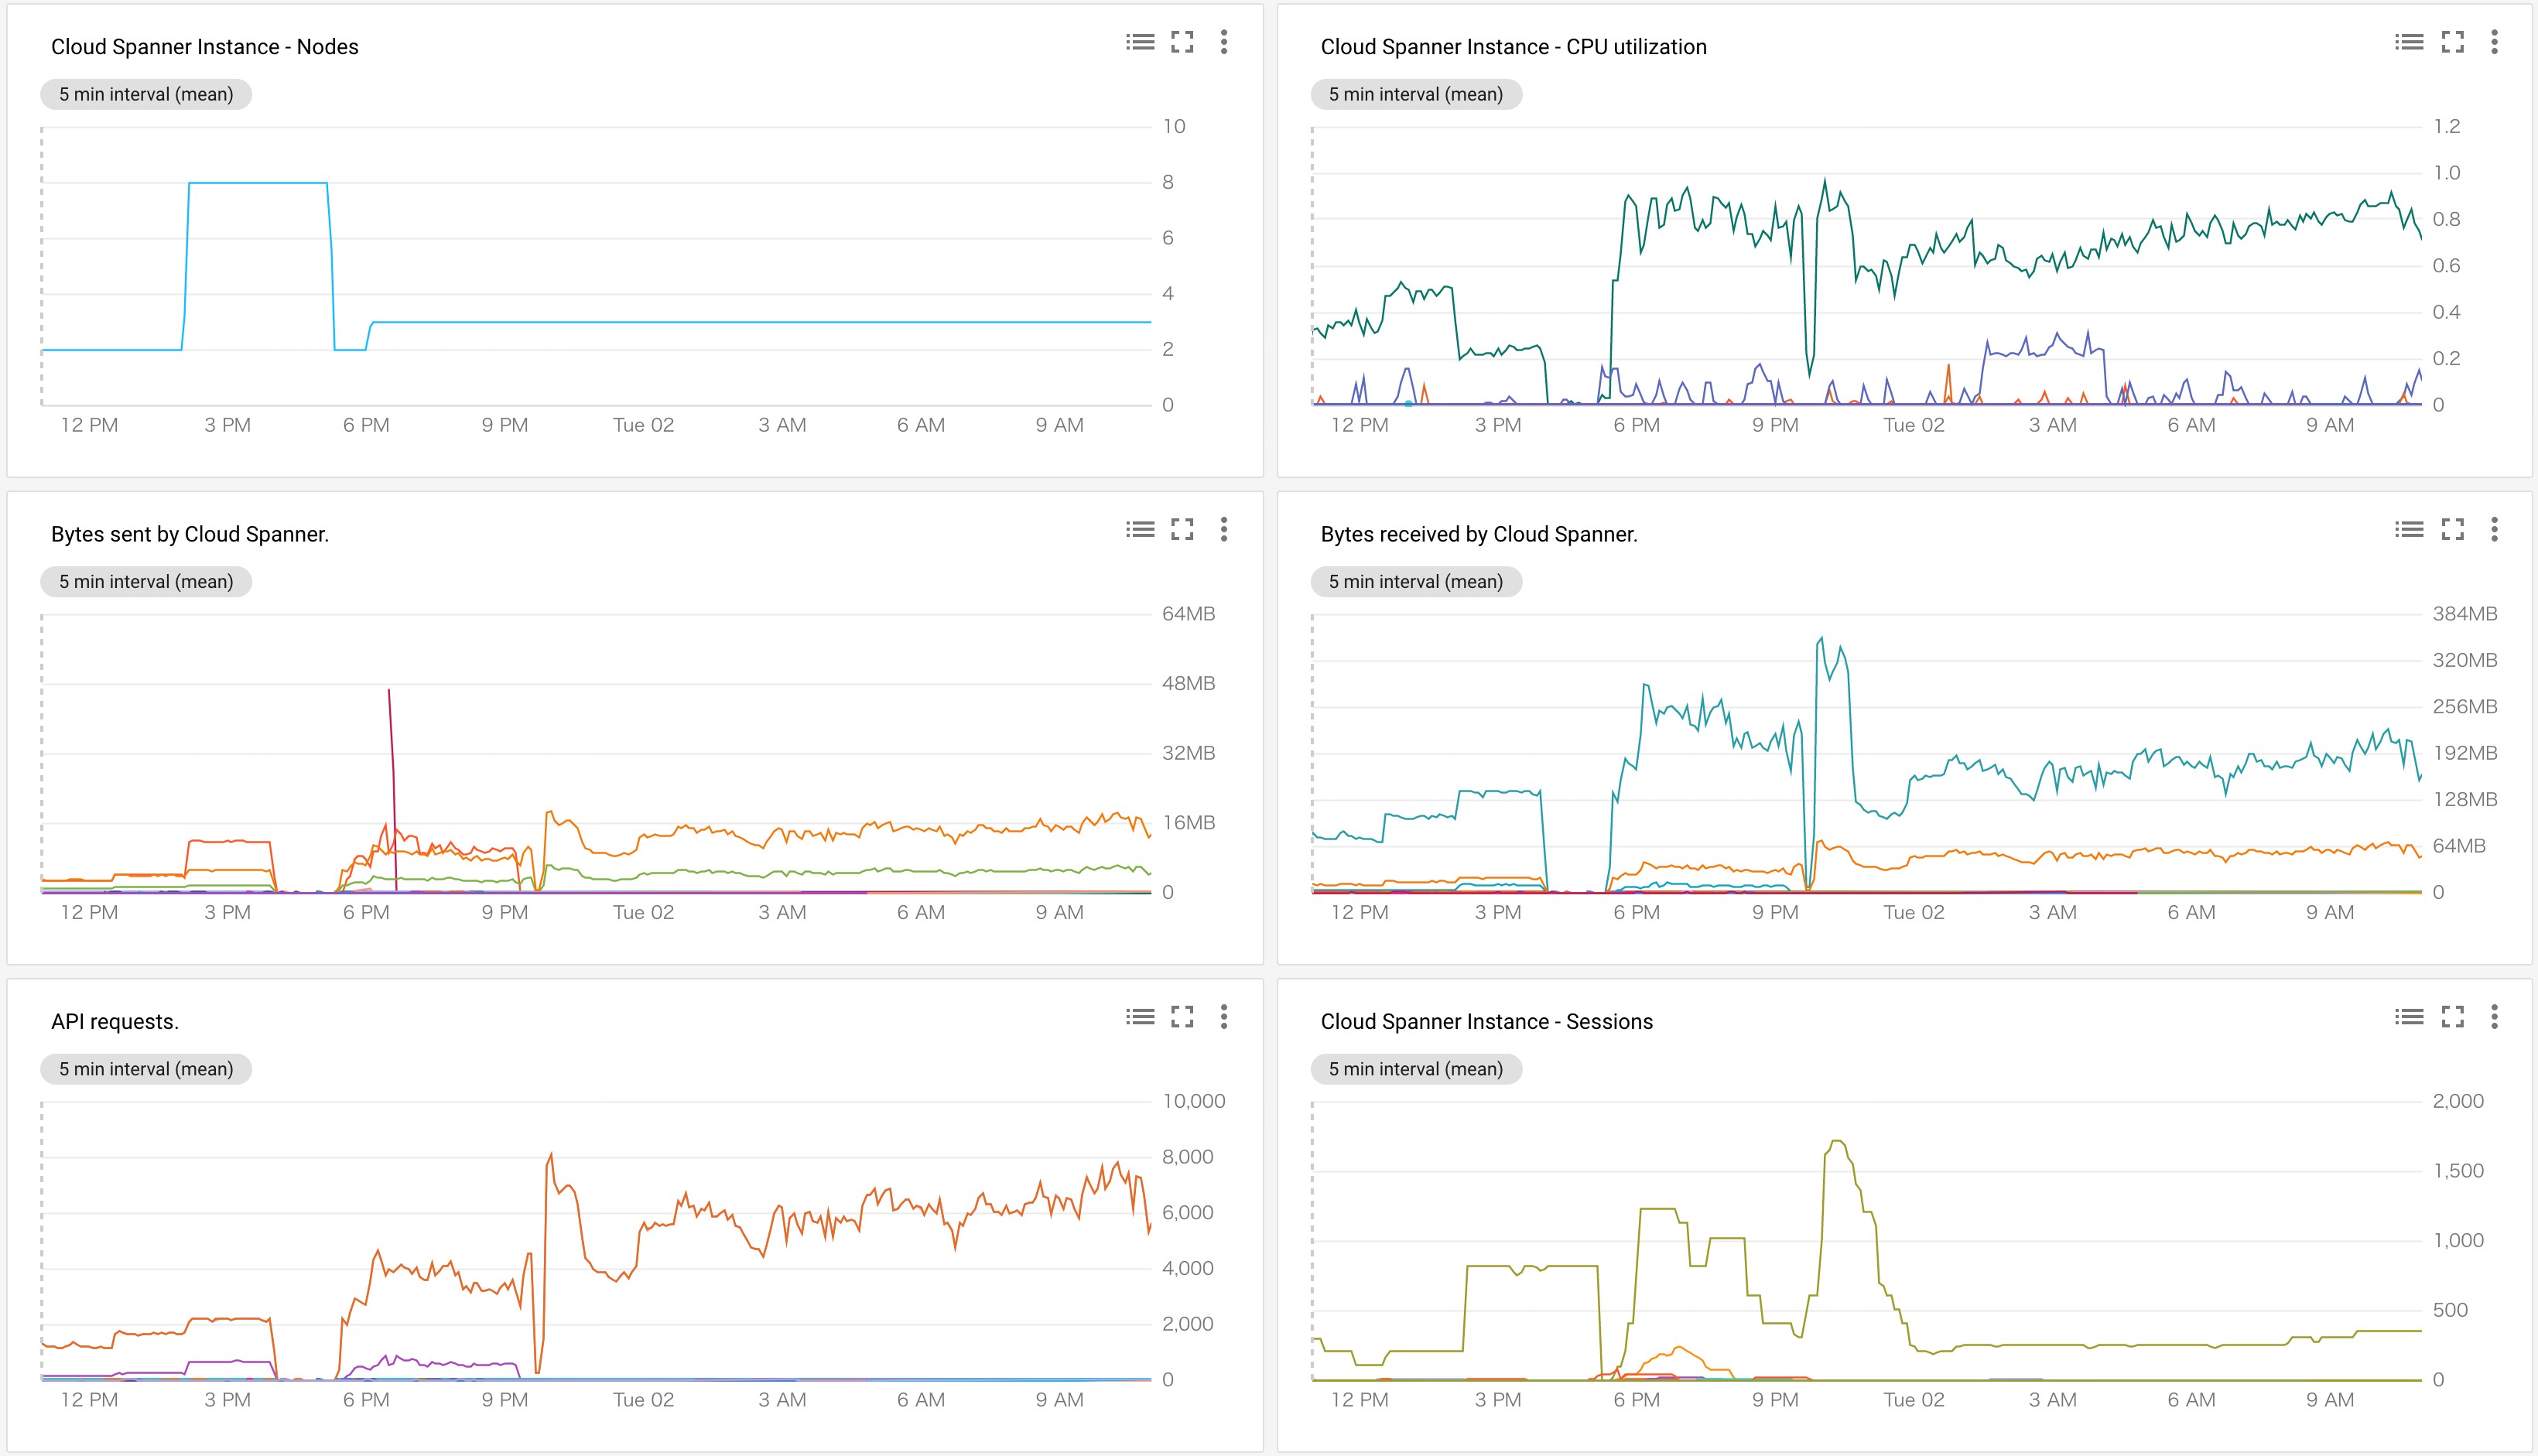 Cloud Spanner Instance - Nodes
5 min interval (mean)
10
8
6
4
2
0
12 PM 3 PM 6 PM 9 PM Tue 02 3 AM 6 AM 9 AM
Cloud Spanner Instance - CPU utilization
5 min interval (mean)
1.2
1.0
0.8
0.6
0.4
0.2
0
12 PM 3 PM 6 PM 9 PM Tue 02 3 AM 6 AM 9 AM
Bytes sent by Cloud Spanner.
5 min interval (mean)
64MB
48MB
32MB
16MB
0
12 PM 3 PM 6 PM 9 PM Tue 02 3 AM 6 AM 9 AM
Bytes received by Cloud Spanner.
5 min interval (mean)
384MB
320MB
256MB
192MB
128MB
64MB
0
12 PM 3 PM 6 PM 9 PM Tue 02 3 AM 6 AM 9 AM
API requests.
5 min interval (mean)
10,000
8,000
6,000
4,000
2,000
0
12 PM 3 PM 6 PM 9 PM Tue 02 3 AM 6 AM 9 AM
Cloud Spanner Instance - Sessions
5 min interval (mean)
2,000
1,500
1,000
500
0
12 PM 3 PM 6 PM 9 PM Tue 02 3 AM 6 AM 9 AM